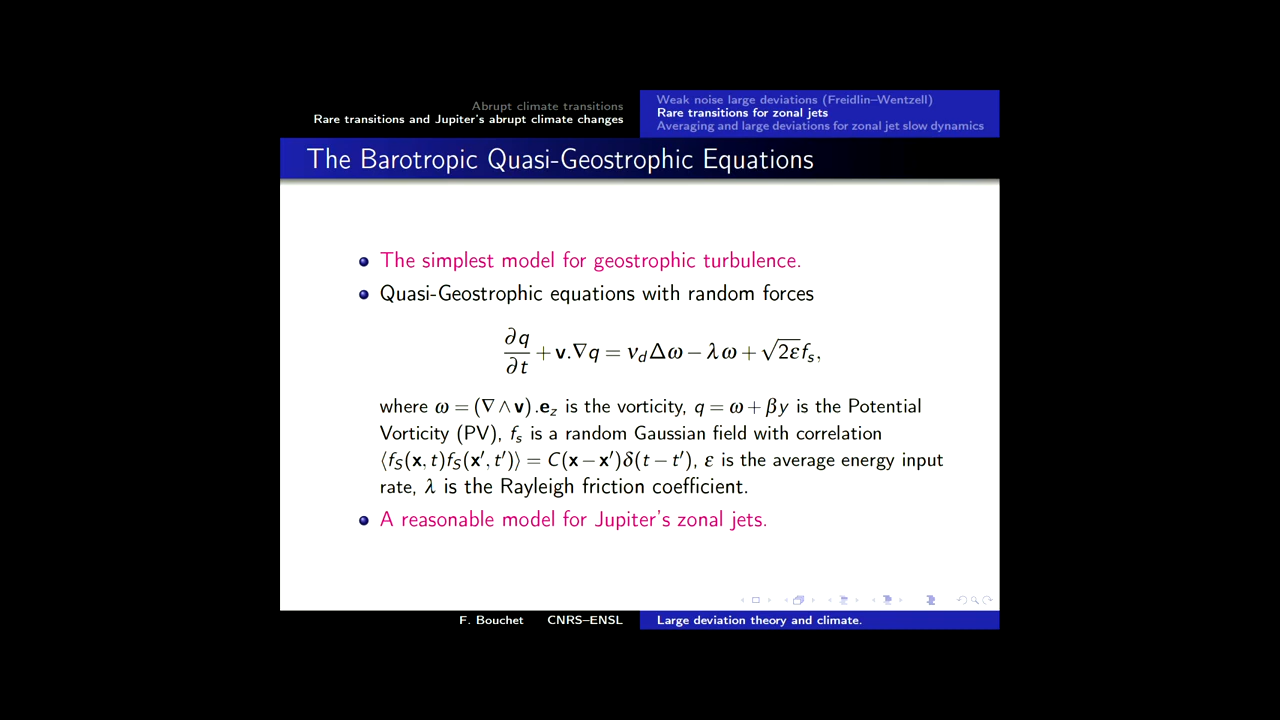 Abrupt climate transitions
Rare transitions and Jupiter's abrupt climate changes
Weak noise large deviations (Freidlin–Wentzell)
Rare transitions for zonal jets
Averaging and large deviations for zonal jet slow dynamics
The Barotropic Quasi-Geostrophic Equations
The simplest model for geostrophic turbulence.
Quasi-Geostrophic equations with random forces
∂q/∂t + v.∇q = ν_d Δω − λω + √2ε f_s,
where ω = (∇∧v).e_z is the vorticity, q = ω + βy is the Potential
Vorticity (PV), f_s is a random Gaussian field with correlation
⟨f_S(x,t)f_S(x′,t′)⟩ = C(x−x′)δ(t−t′), ε is the average energy input
rate, λ is the Rayleigh friction coefficient.
A reasonable model for Jupiter's zonal jets.
F. Bouchet CNRS–ENSL
Large deviation theory and climate.